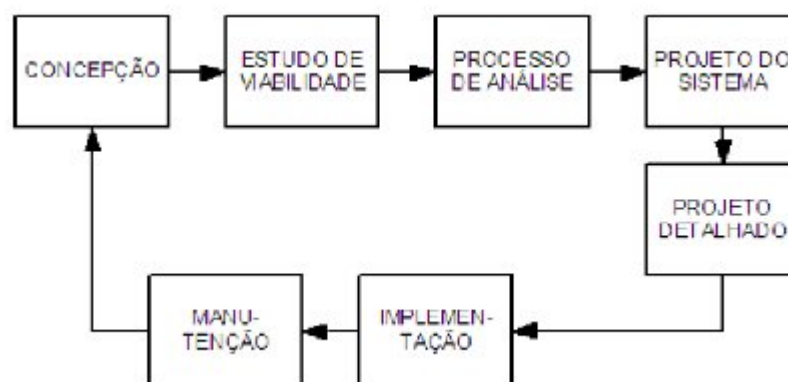 CONCEPÇÃO
ESTUDO DE
VIABILIDADE
PROCESSO
DE ANÁLISE
PROJETO DO
SISTEMA
PROJETO
DETALHADO
IMPLEMEN-
TAÇÃO
MANU-
TENÇÃO